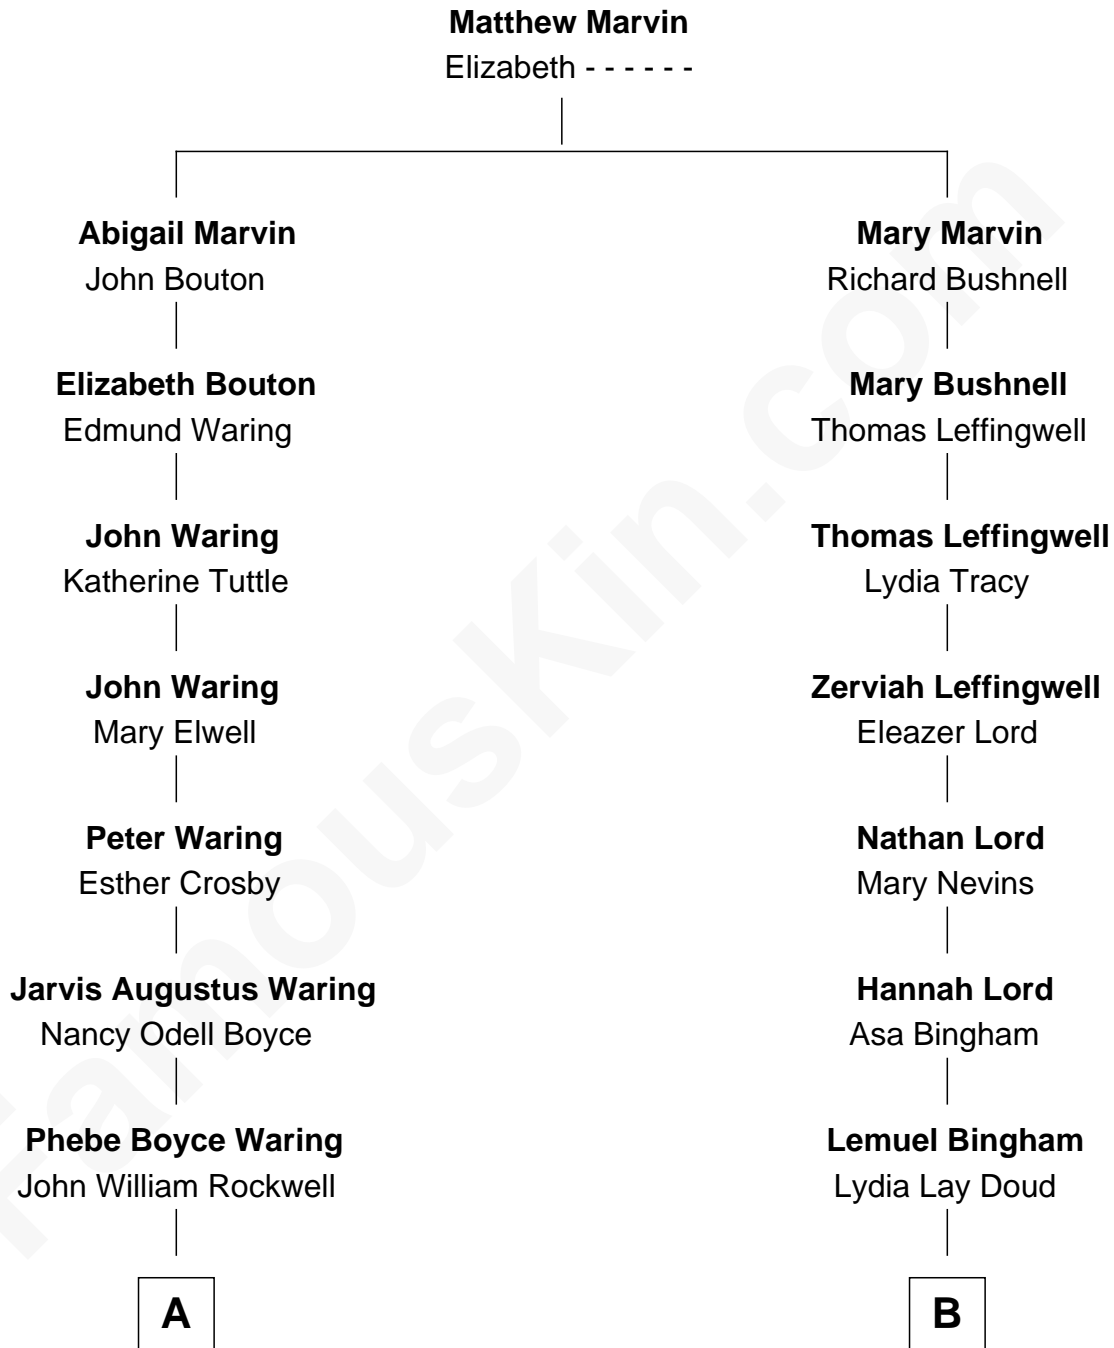 Matthew Marvin
Elizabeth - - - - - -
Abigail Marvin
John Bouton
Mary Marvin
Richard Bushnell
Elizabeth Bouton
Edmund Waring
Mary Bushnell
Thomas Leffingwell
John Waring
Katherine Tuttle
Thomas Leffingwell
Lydia Tracy
John Waring
Mary Elwell
Zerviah Leffingwell
Eleazer Lord
Peter Waring
Esther Crosby
Nathan Lord
Mary Nevins
Jarvis Augustus Waring
Nancy Odell Boyce
Hannah Lord
Asa Bingham
Phebe Boyce Waring
John William Rockwell
Lemuel Bingham
Lydia Lay Doud
A
B
FamousKin.com